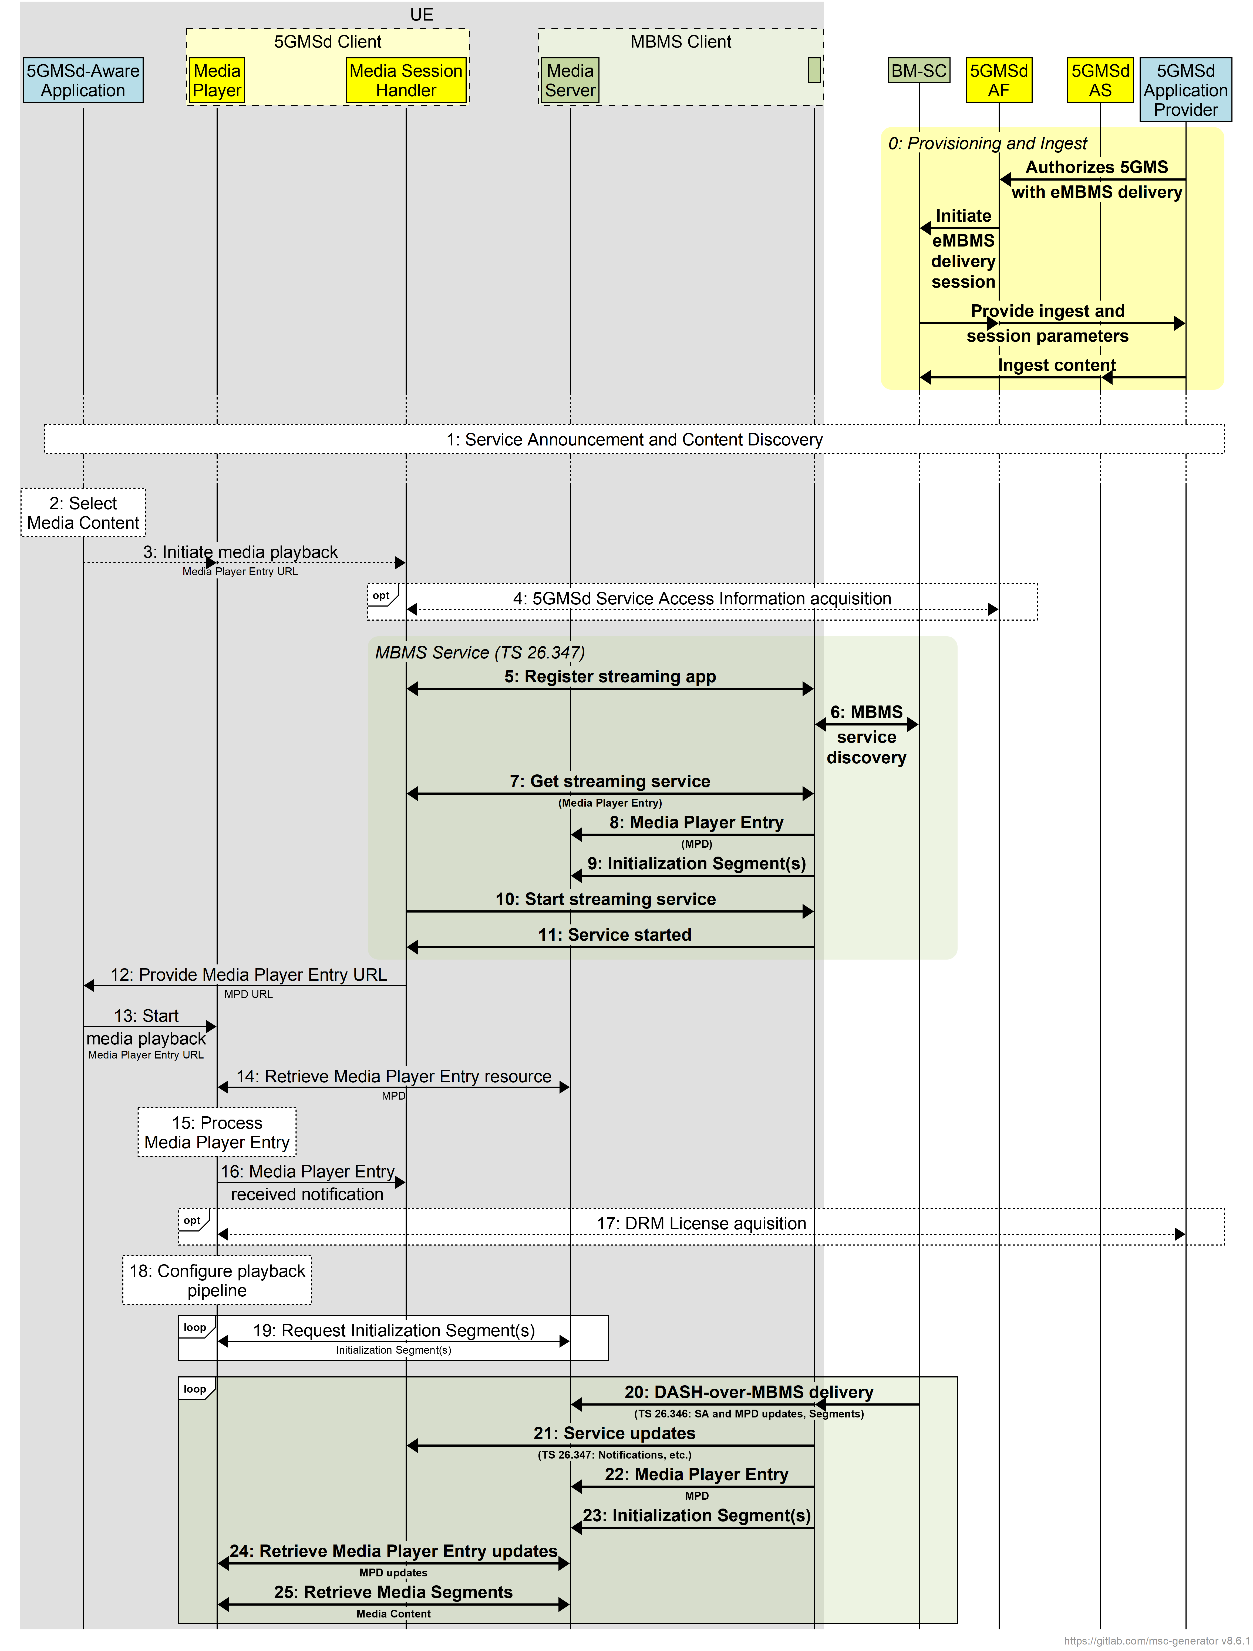 UE
5GMSd Client
MBMS Client
5GMSd-Aware
Application
Media
Player
Media Session
Handler
Media
Server
BM-SC
5GMSd
AF
5GMSd
AS
5GMSd
Application
Provider
0: Provisioning and Ingest
Authorizes 5GMS
with eMBMS delivery
Initiate
eMBMS
delivery
session
Provide ingest and
session parameters
Ingest content
1: Service Announcement and Content Discovery
2: Select
Media Content
3: Initiate media playback
Media Player Entry URL
opt
4: 5GMSd Service Access Information acquisition
MBMS Service (TS 26.347)
5: Register streaming app
6: MBMS
service
discovery
7: Get streaming service
(Media Player Entry)
8: Media Player Entry
(MPD)
9: Initialization Segment(s)
10: Start streaming service
11: Service started
12: Provide Media Player Entry URL
MPD URL
13: Start
media playback
Media Player Entry URL
14: Retrieve Media Player Entry resource
MPD
15: Process
Media Player Entry
16: Media Player Entry
received notification
opt
17: DRM License aquisition
18: Configure playback
pipeline
loop
19: Request Initialization Segment(s)
Initialization Segment(s)
loop
20: DASH-over-MBMS delivery
(TS 26.346: SA and MPD updates, Segments)
21: Service updates
(TS 26.347: Notifications, etc.)
22: Media Player Entry
MPD
23: Initialization Segment(s)
24: Retrieve Media Player Entry updates
MPD updates
25: Retrieve Media Segments
Media Content
https://gitlab.com/msc-generator v8.6.1